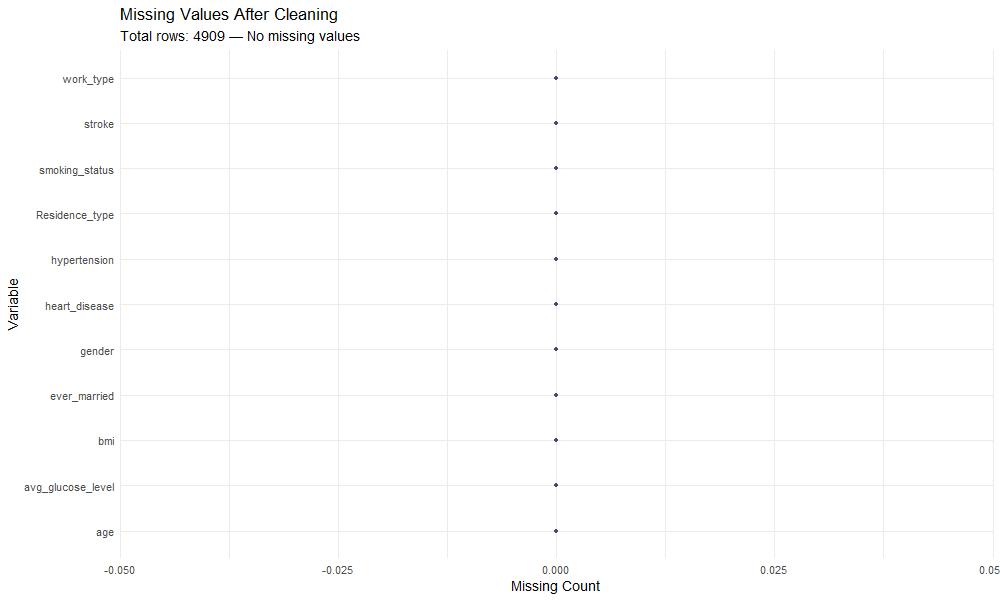 Missing Values After Cleaning
Total rows: 4909 — No missing values
work_type
stroke
smoking_status
Residence_type
hypertension
heart_disease
gender
ever_married
bmi
avg_glucose_level
age
Variable
-0.050 -0.025 0.000 0.025 0.05
Missing Count